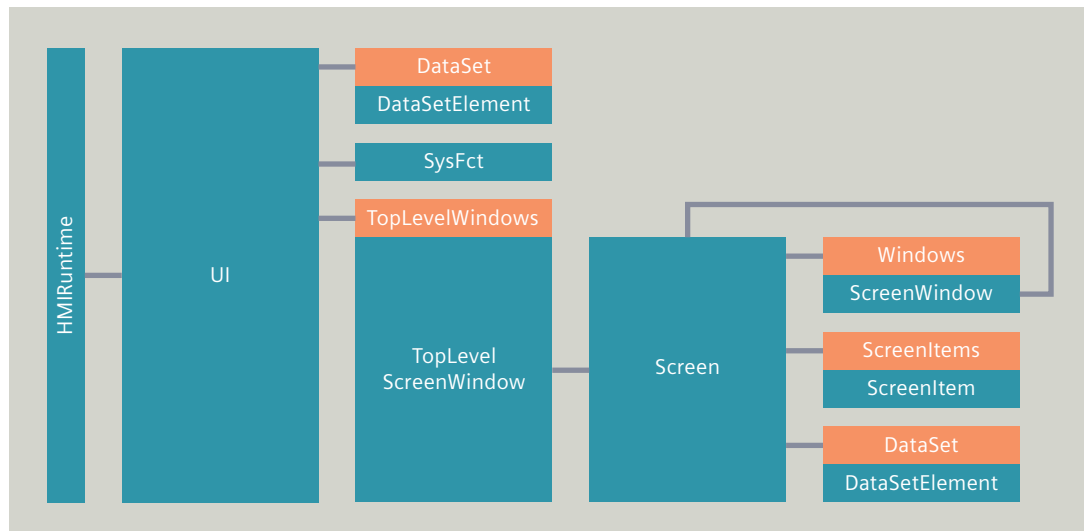 HMIRuntime
UI
DataSet
DataSetElement
SysFct
TopLevelWindows
TopLevel
ScreenWindow
Screen
Windows
ScreenWindow
ScreenItems
ScreenItem
DataSet
DataSetElement